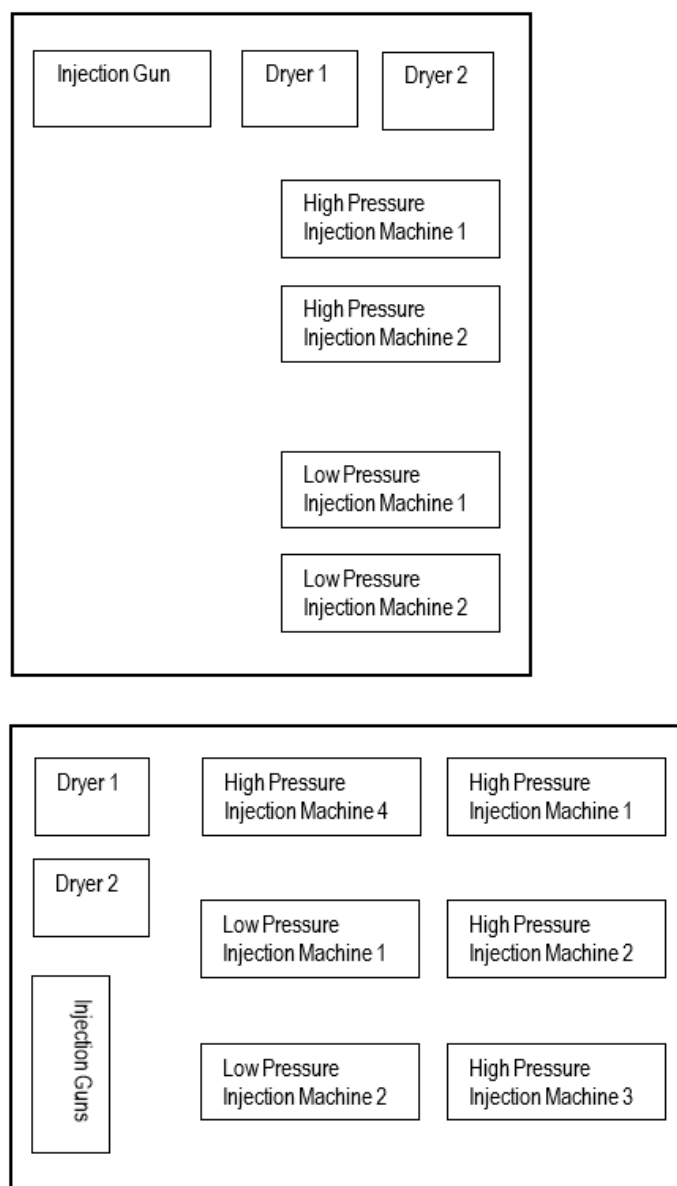 Injection Gun
Dryer 1
Dryer 2
High Pressure
Injection Machine 1
High Pressure
Injection Machine 2
Low Pressure
Injection Machine 1
Low Pressure
Injection Machine 2
Dryer 1
High Pressure
Injection Machine 4
High Pressure
Injection Machine 1
Dryer 2
Low Pressure
Injection Machine 1
High Pressure
Injection Machine 2
Injection Guns
Low Pressure
Injection Machine 2
High Pressure
Injection Machine 3